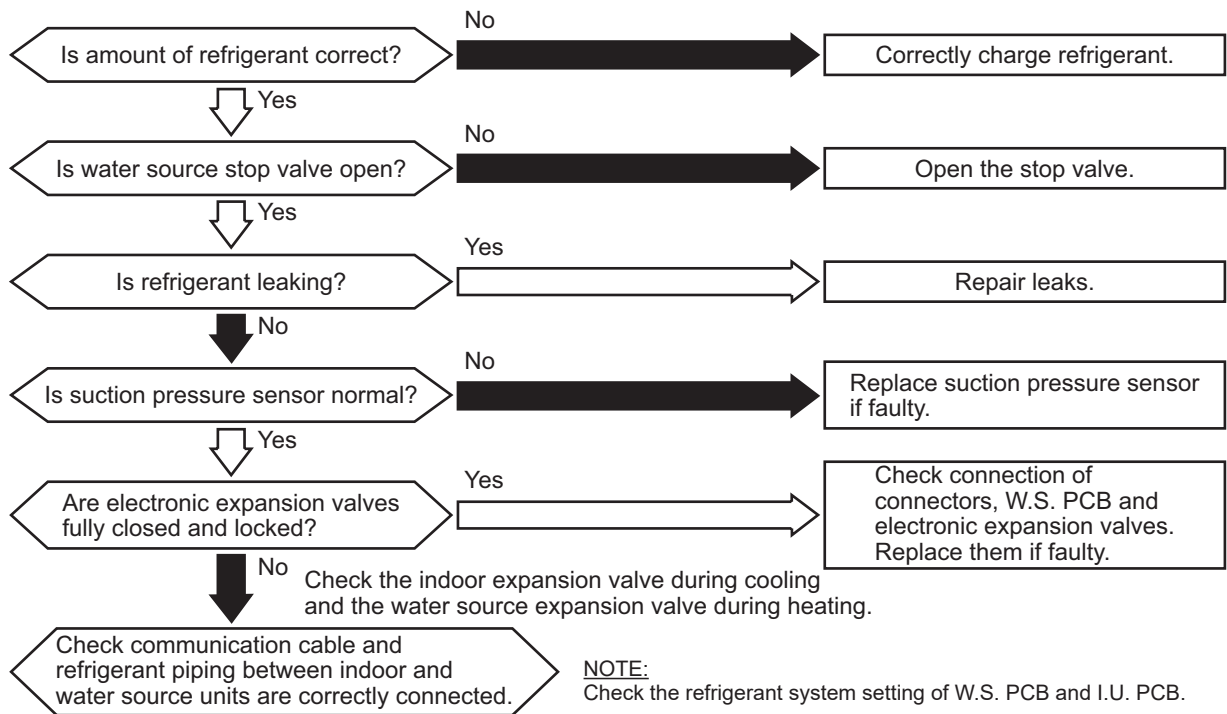 No
Is amount of refrigerant correct?
Correctly charge refrigerant.
Yes
No
Is water source stop valve open?
Open the stop valve.
Yes
Yes
Is refrigerant leaking?
Repair leaks.
No
No
Is suction pressure sensor normal?
Replace suction pressure sensor
if faulty.
Yes
Yes
Are electronic expansion valves
fully closed and locked?
Check connection of
connectors, W.S. PCB and
electronic expansion valves.
Replace them if faulty.
No
Check the indoor expansion valve during cooling
and the water source expansion valve during heating.
Check communication cable and
refrigerant piping between indoor and
water source units are correctly connected.
NOTE:
Check the refrigerant system setting of W.S. PCB and I.U. PCB.